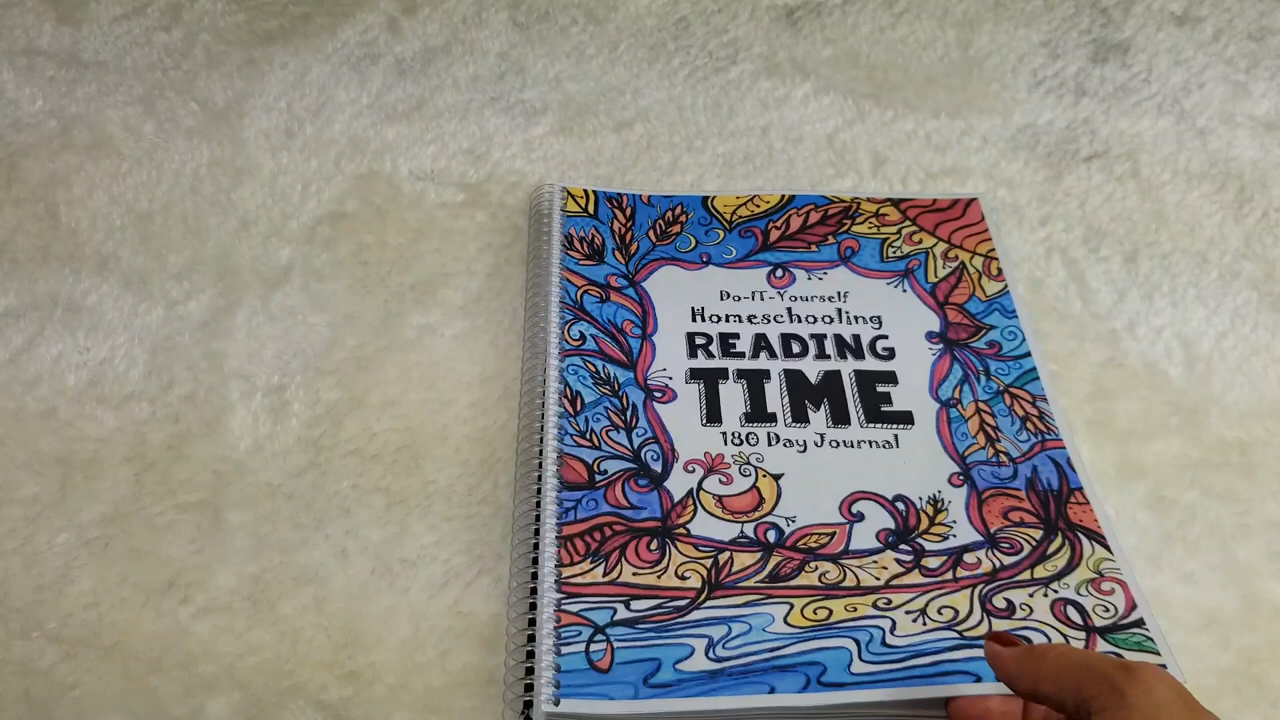 Do-iT-Yourself
Homeschooling
READING
TIME
180 Day Journal